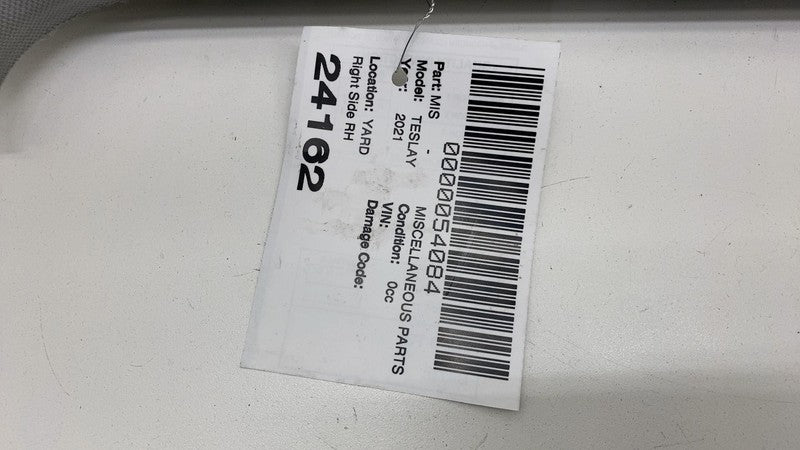 0000054084
Part: MIS - MISCELLANEOUS PARTS
Model: TESLAY Condition: 0cc
Year: 2021 VIN:
Location: YARD Damage Code:
Right Side RH
24162